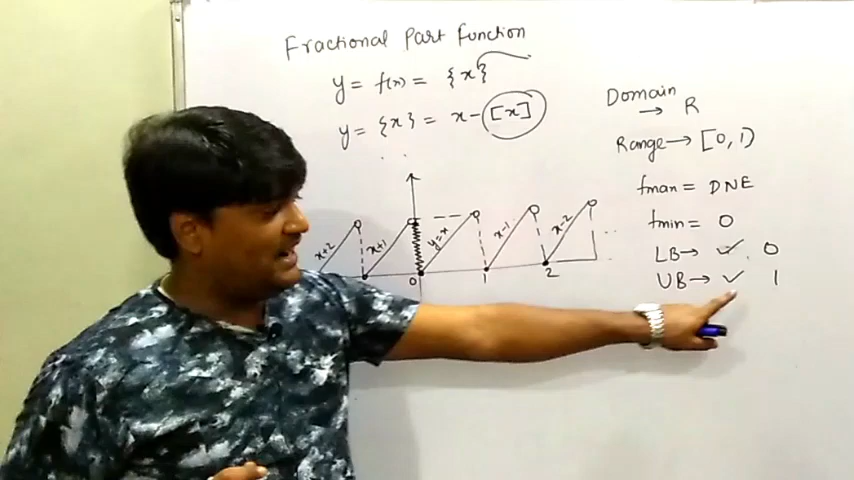 Fractional Part Function
y = f(x) = {x}
y = {x} = x - [x]
Domain
→ R
Range → [0, 1)
fmax = DNE
fmin = 0
LB → ✓ 0
UB → ✓ 1
x+2
x+1
y=x
x-1
x-2
0 1 2